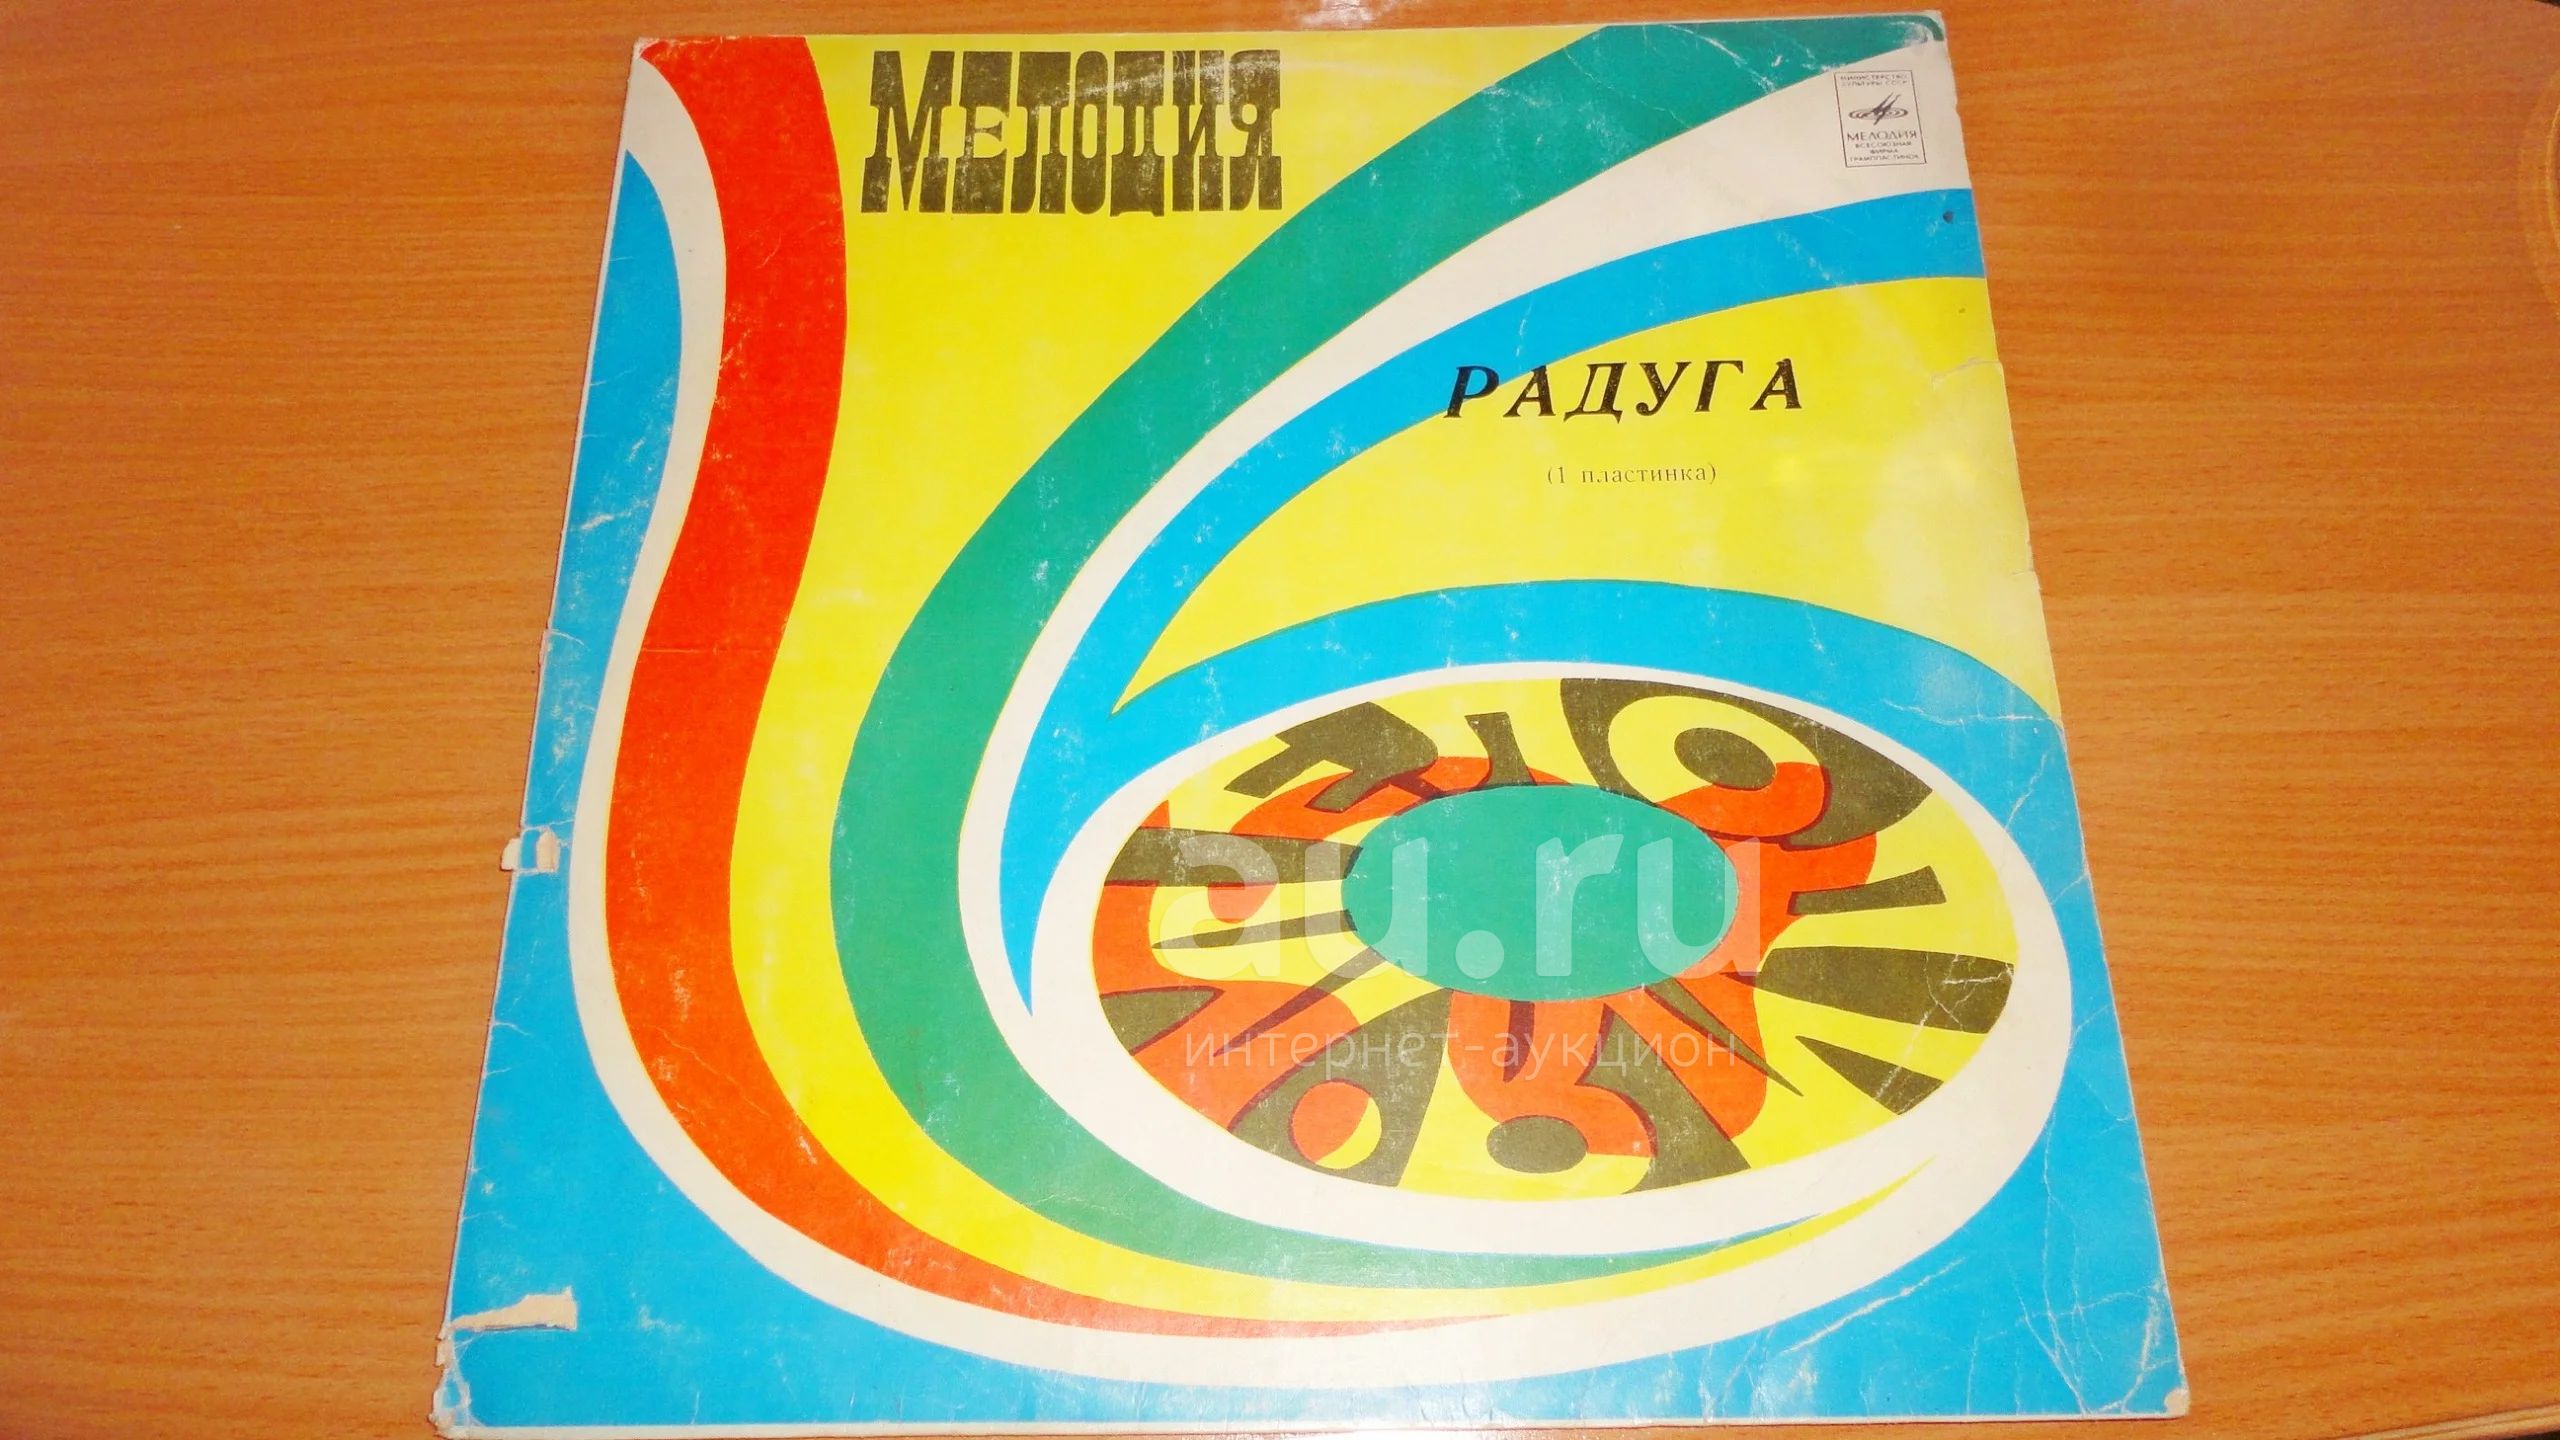 МЕЛОДИЯ
МИНИСТЕРСТВО
КУЛЬТУРЫ СССР
МЕЛОДИЯ
ВСЕСОЮЗНАЯ
ФИРМА
ГРАМПЛАСТИНОК
РАДУГА
(1 пластинка)
au.ru
интернет-аукцион